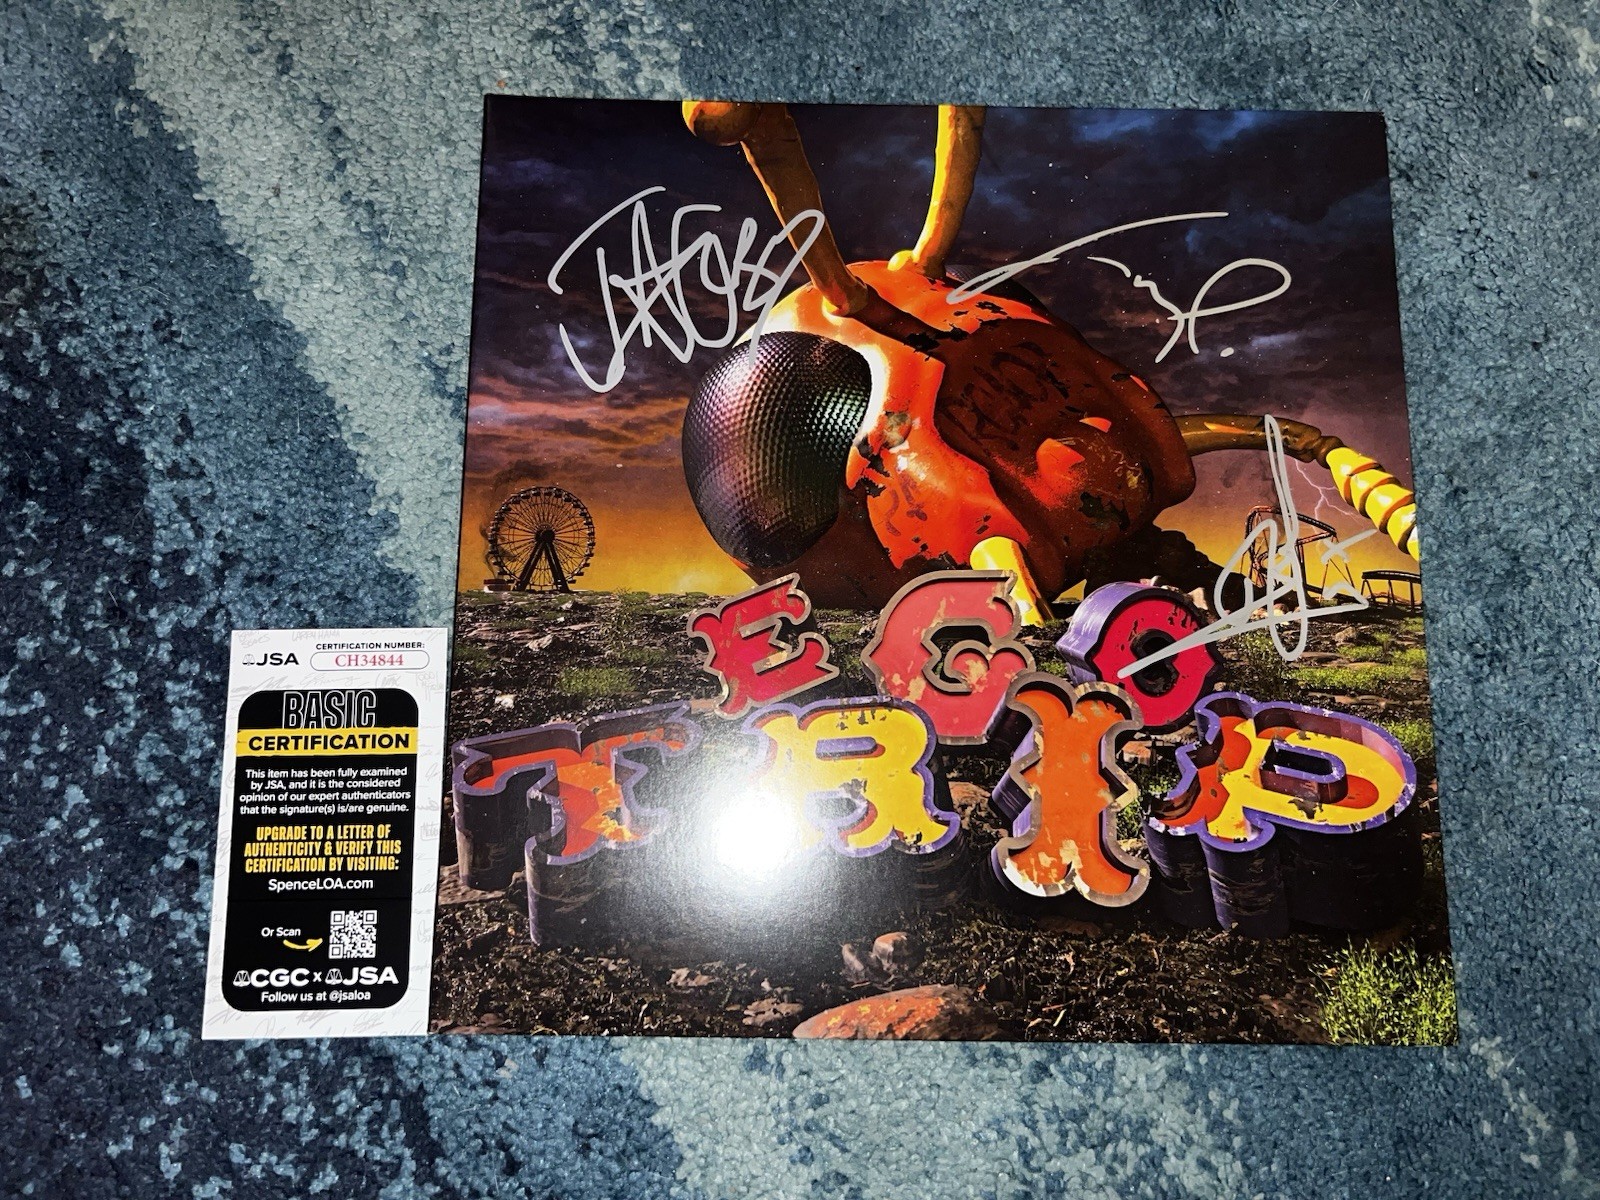 EGO
TRIP
JSA
CERTIFICATION NUMBER:
CH34844
BASIC
CERTIFICATION
This item has been fully examined
by JSA, and it is the considered
opinion of our expert authenticators
that the signature(s) is/are genuine.
UPGRADE TO A LETTER OF
AUTHENTICITY & VERIFY THIS
CERTIFICATION BY VISITING:
SpenceLOA.com
Or Scan
CGC x JSA
Follow us at @jsaloa